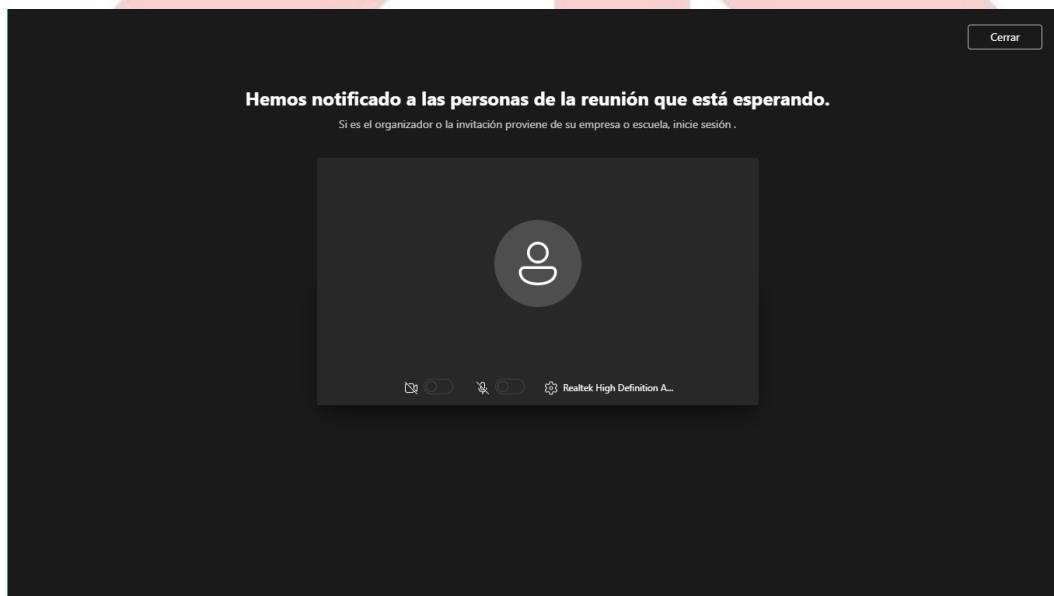 Cerrar
Hemos notificado a las personas de la reunión que está esperando.
Si es el organizador o la invitación proviene de su empresa o escuela, inicie sesión .
Realtek High Definition A...